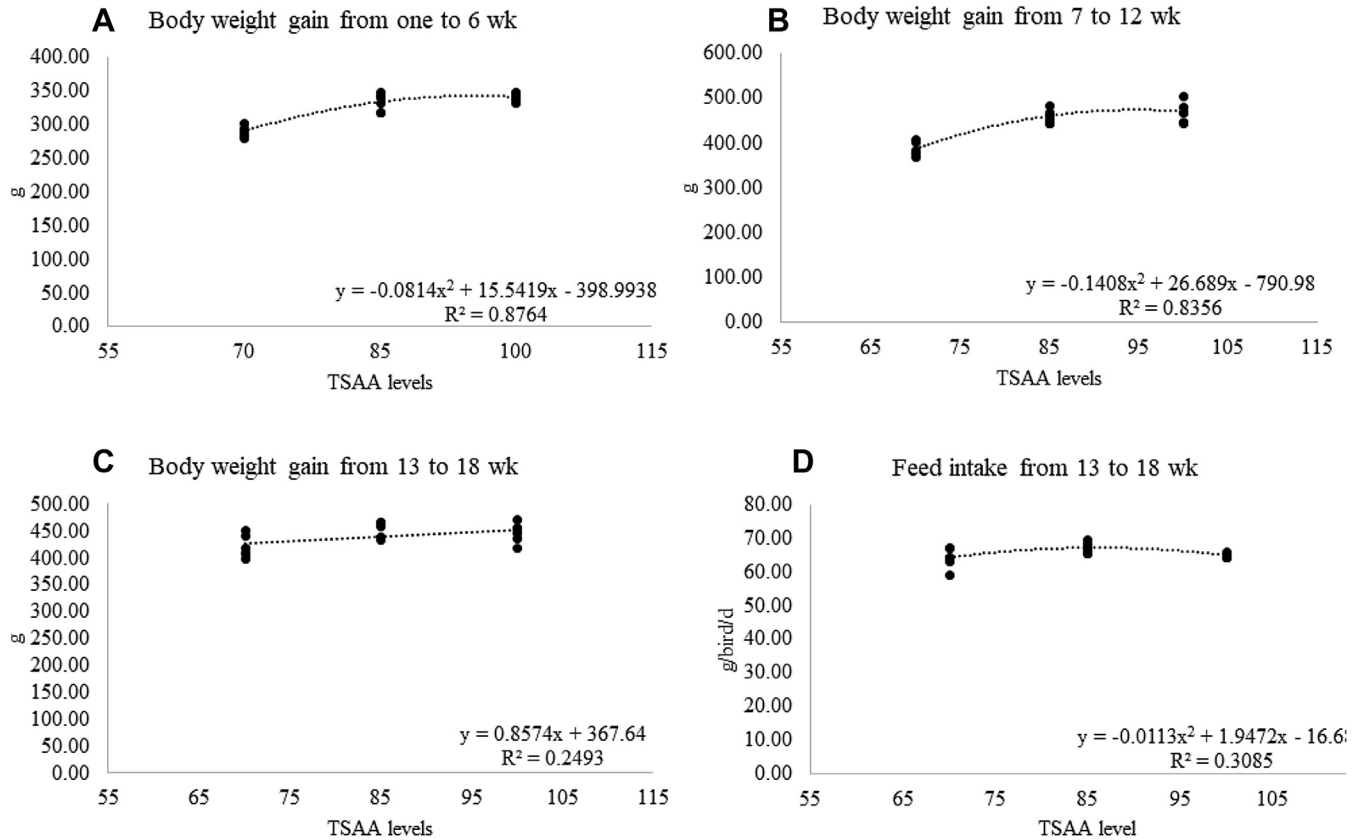 A Body weight gain from one to 6 wk
400.00
350.00
300.00
250.00
200.00
150.00
100.00
50.00
0.00
g
y = -0.0814x² + 15.5419x - 398.9938
R² = 0.8764
55 70 85 100 115
TSAA levels
B Body weight gain from 7 to 12 wk
600.00
500.00
400.00
300.00
200.00
100.00
0.00
g
y = -0.1408x² + 26.689x - 790.98
R² = 0.8356
55 65 75 85 95 105 115
TSAA levels
C Body weight gain from 13 to 18 wk
500.00
450.00
400.00
350.00
300.00
250.00
200.00
150.00
100.00
50.00
0.00
g
y = 0.8574x + 367.64
R² = 0.2493
55 65 75 85 95 105 115
TSAA levels
D Feed intake from 13 to 18 wk
80.00
70.00
60.00
50.00
40.00
30.00
20.00
10.00
0.00
g/bird/d
y = -0.0113x² + 1.9472x -
R² = 0.3085
55 65 75 85 95 105
TSAA level